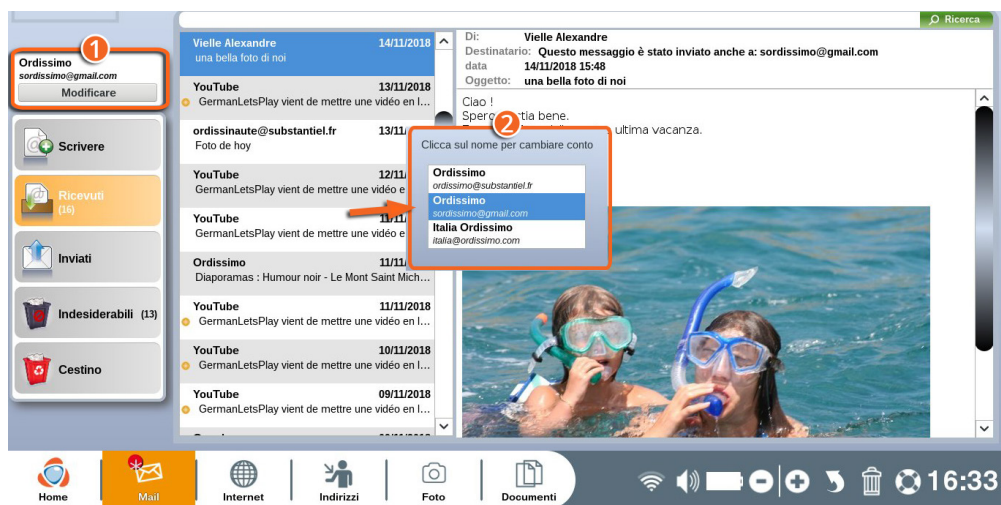 Ricerca
1
Ordissimo
sordissimo@gmail.com
Modificare
Scrivere
Ricevuti
(16)
Inviati
Indesiderabili (13)
Cestino
Vielle Alexandre 14/11/2018
una bella foto di noi
YouTube 13/11/2018
GermanLetsPlay vient de mettre une vidéo en l...
ordissinaute@substantiel.fr 13/11/
Foto de hoy
YouTube 12/11/
GermanLetsPlay vient de mettre une vidéo e
YouTube 11/11/
GermanLetsPlay vient de mettre une vidéo e
Ordissimo 11/11/
Diaporamas : Humour noir - Le Mont Saint Mich...
YouTube 11/11/2018
GermanLetsPlay vient de mettre une vidéo en l...
YouTube 10/11/2018
GermanLetsPlay vient de mettre une vidéo en l...
YouTube 09/11/2018
GermanLetsPlay vient de mettre une vidéo en l...
Di: Vielle Alexandre
Destinatario: Questo messaggio è stato inviato anche a: sordissimo@gmail.com
data 14/11/2018 15:48
Oggetto: una bella foto di noi
Ciao !
tia bene.
ultima vacanza.
2
Clicca sul nome per cambiare conto
Ordissimo
ordissimo@substantiel.fr
Ordissimo
sordissimo@gmail.com
Italia Ordissimo
italia@ordissimo.com
Home
Mail
Internet
Indirizzi
Foto
Documenti
16:33